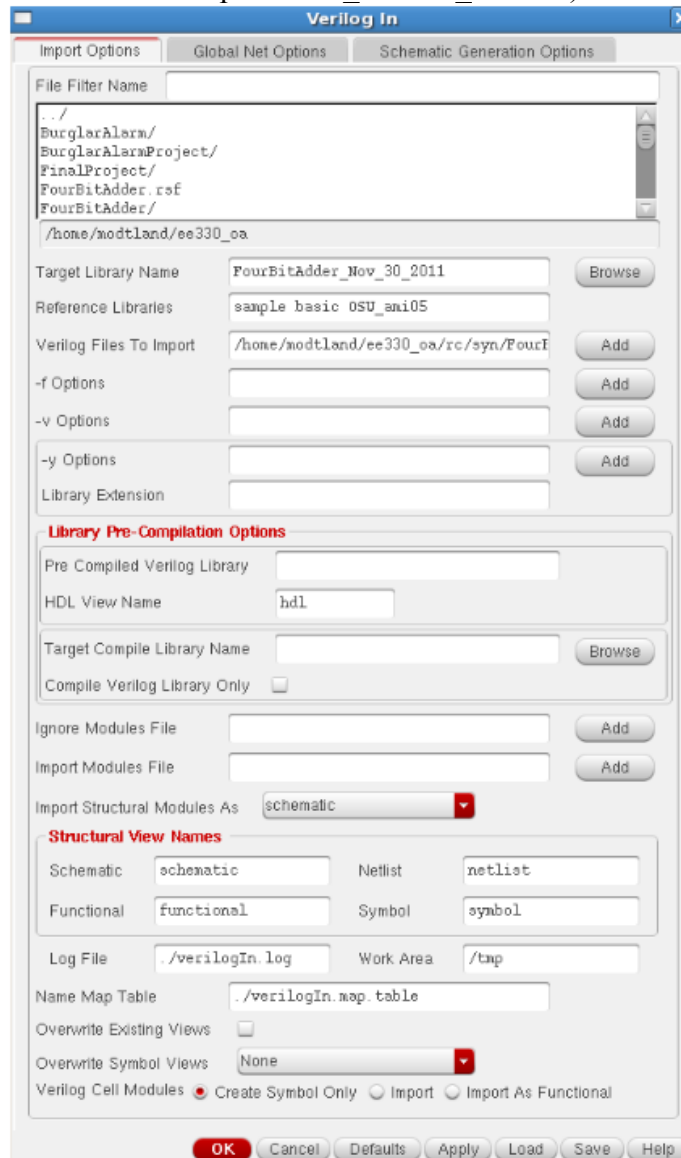 Verilog In
Import Options Global Net Options Schematic Generation Options
File Filter Name
../
BurglarAlarm/
BurglarAlarmProject/
FinalProject/
FourBitAdder.rsf
FourBitAdder/
/home/modtland/ee330_oa
Target Library Name FourBitAdder_Nov_30_2011 Browse
Reference Libraries sample basic OSU_ami05
Verilog Files To Import /home/modtland/ee330_oa/rc/syn/Four Add
-f Options Add
-v Options Add
-y Options Add
Library Extension
Library Pre-Compilation Options
Pre Compiled Verilog Library
HDL View Name hdl
Target Compile Library Name Browse
Compile Verilog Library Only
Ignore Modules File Add
Import Modules File Add
Import Structural Modules As schematic
Structural View Names
Schematic schematic Netlist netlist
Functional functional Symbol symbol
Log File ./verilogIn.log Work Area /tmp
Name Map Table ./verilogIn.map.table
Overwrite Existing Views
Overwrite Symbol Views None
Verilog Cell Modules Create Symbol Only Import Import As Functional
OK Cancel Defaults Apply Load Save Help